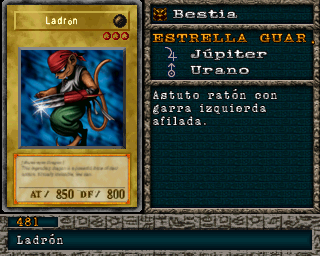 Ladrón
AT/ 850 DF/ 800
Bestia
ESTRELLA GUAR.
Júpiter
Urano
Astuto ratón con
garra izquierda
afilada.
481
Ladrón